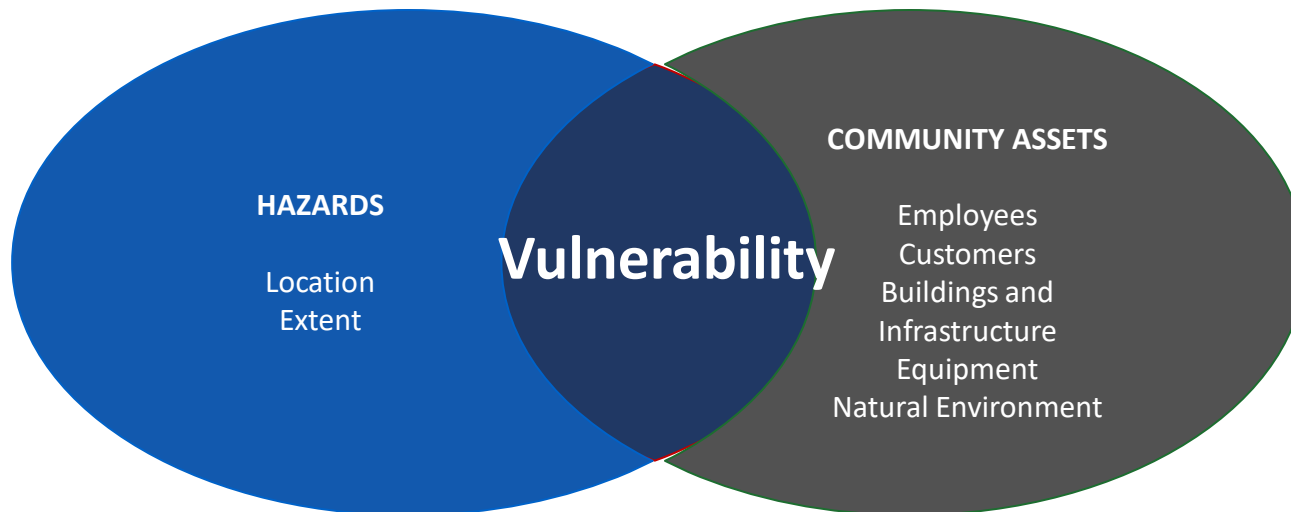 HAZARDS
Location
Extent
Vulnerability
COMMUNITY ASSETS
Employees
Customers
Buildings and
Infrastructure
Equipment
Natural Environment